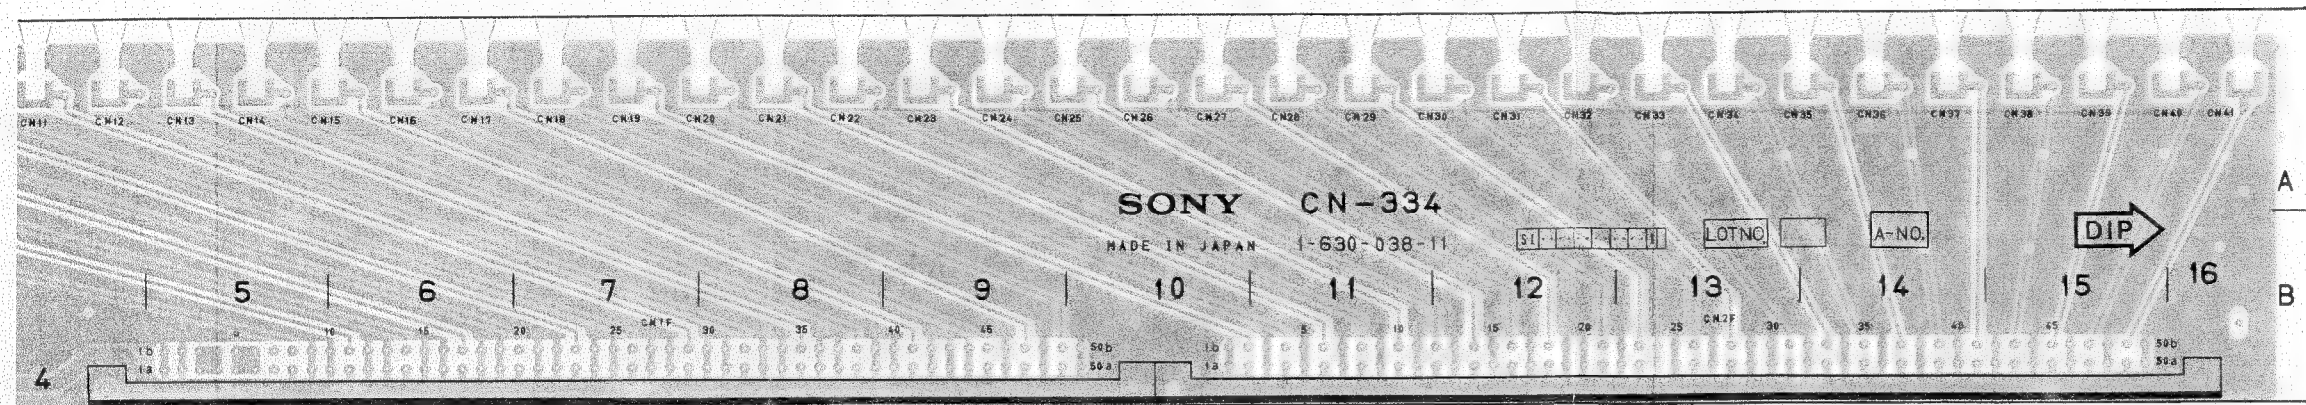 CN11 CN12 CN13 CN14 CN15 CN16 CN17 CN18 CN19 CN20 CN21 CN22 CN23 CN24 CN25 CN26 CN27 CN28 CN29 CN30 CN31 CN32 CN33 CN34 CN35 CN36 CN37 CN38 CN39 CN40 CN41
A
SONY CN-334
MADE IN JAPAN 1-630-038-11
SI 1 LOTNO. A-NO. DIP
4 5 6 7 8 9 10 11 12 13 14 15 16
B
10 15 20 25 CN1F 30 35 40 45 5 10 15 20 25 CN2F 30 35 40 45
1b 50b 1b 50b
1a 50a 1a 50a